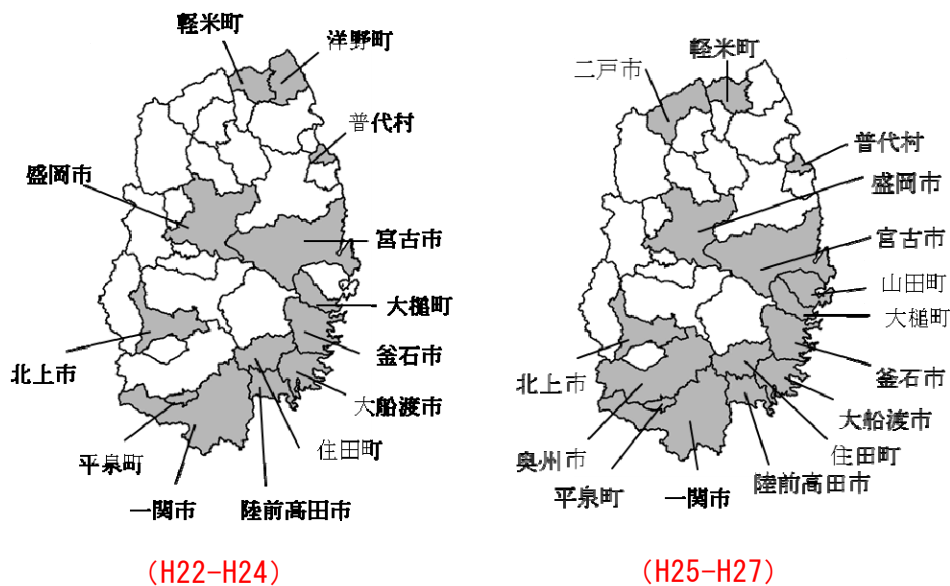 軽米町
洋野町
普代村
盛岡市
宮古市
大槌町
釜石市
北上市
大船渡市
住田町
平泉町
一関市
陸前高田市
(H22-H24)
軽米町
二戸市
普代村
盛岡市
宮古市
山田町
大槌町
釜石市
北上市
大船渡市
奥州市
住田町
平泉町
一関市
陸前高田市
(H25-H27)